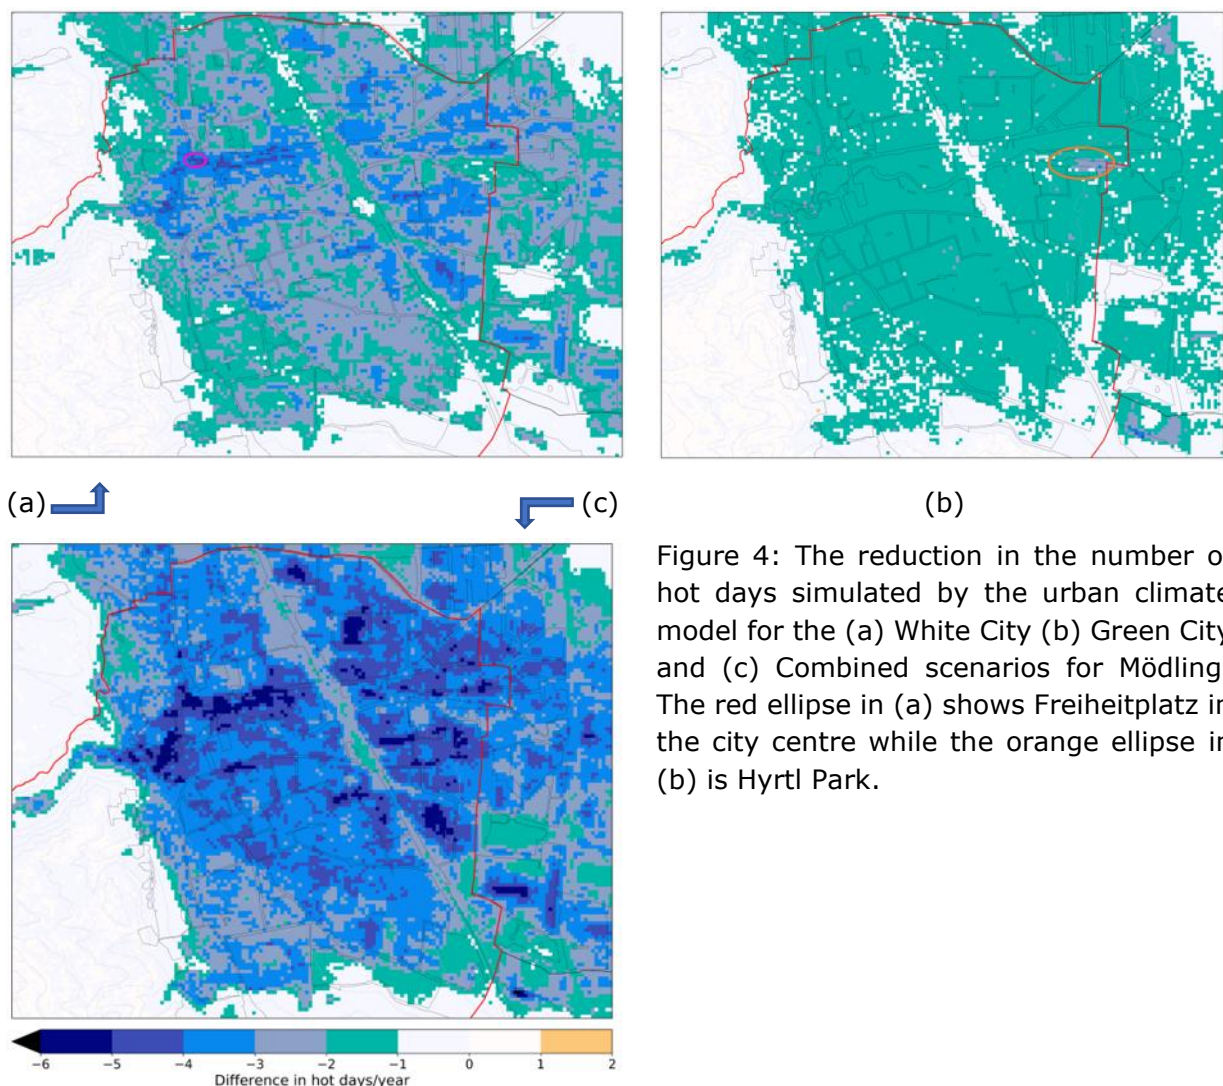 (a)
(c)
(b)
Figure 4: The reduction in the number
hot days simulated by the urban climate
model for the (a) White City (b) Green City
and (c) Combined scenarios for Mödling
The red ellipse in (a) shows Freiheitplatz
the city centre while the orange ellipse
(b) is Hyrtl Park.
−6 −5 −4 −3 −2 −1 0 1 2
Difference in hot days/year